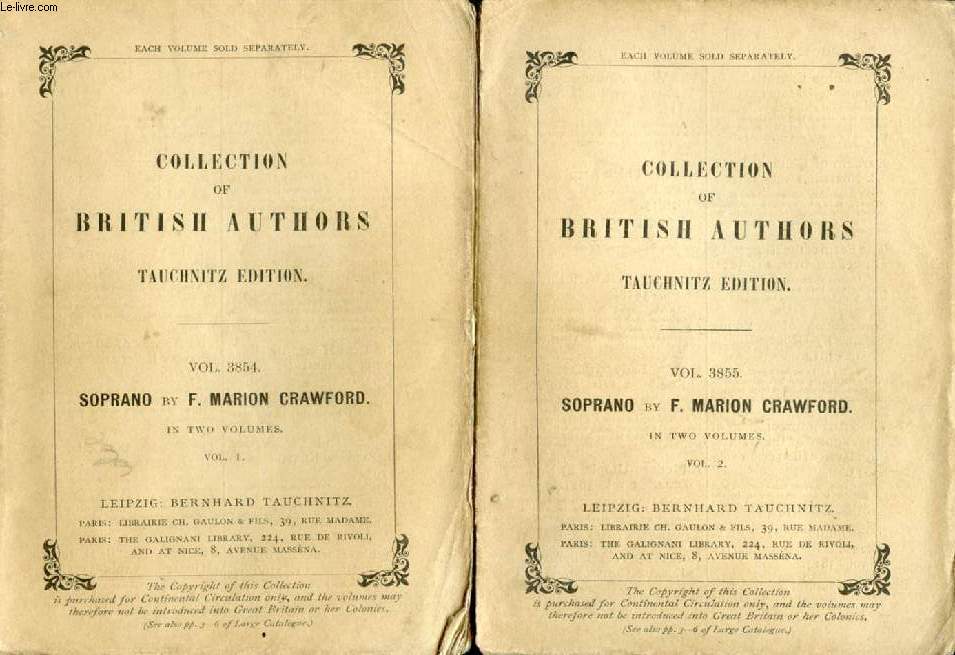 Le-livre.com
EACH VOLUME SOLD SEPARATELY.
COLLECTION
OF
BRITISH AUTHORS
TAUCHNITZ EDITION.
VOL. 3854.
SOPRANO BY F. MARION CRAWFORD.
IN TWO VOLUMES.
VOL. 1.
LEIPZIG: BERNHARD TAUCHNITZ.
PARIS: LIBRAIRIE CH. GAULON & FILS, 39, RUE MADAME.
PARIS: THE GALIGNANI LIBRARY, 224, RUE DE RIVOLI,
AND AT NICE, 8, AVENUE MASSÉNA.
The Copyright of this Collection
is purchased for Continental Circulation only, and the volumes may
therefore not be introduced into Great Britain or her Colonies.
(See also pp. 3-6 of Large Catalogue.)
EACH VOLUME SOLD SEPARATELY.
COLLECTION
OF
BRITISH AUTHORS
TAUCHNITZ EDITION.
VOL. 3855.
SOPRANO BY F. MARION CRAWFORD.
IN TWO VOLUMES.
VOL. 2.
LEIPZIG: BERNHARD TAUCHNITZ.
PARIS: LIBRAIRIE CH. GAULON & FILS, 39, RUE MADAME.
PARIS: THE GALIGNANI LIBRARY, 224, RUE DE RIVOLI,
AND AT NICE, 8, AVENUE MASSÉNA.
The Copyright of this Collection
is purchased for Continental Circulation only, and the volumes may
therefore not be introduced into Great Britain or her Colonies.
(See also pp. 3-6 of Large Catalogue.)